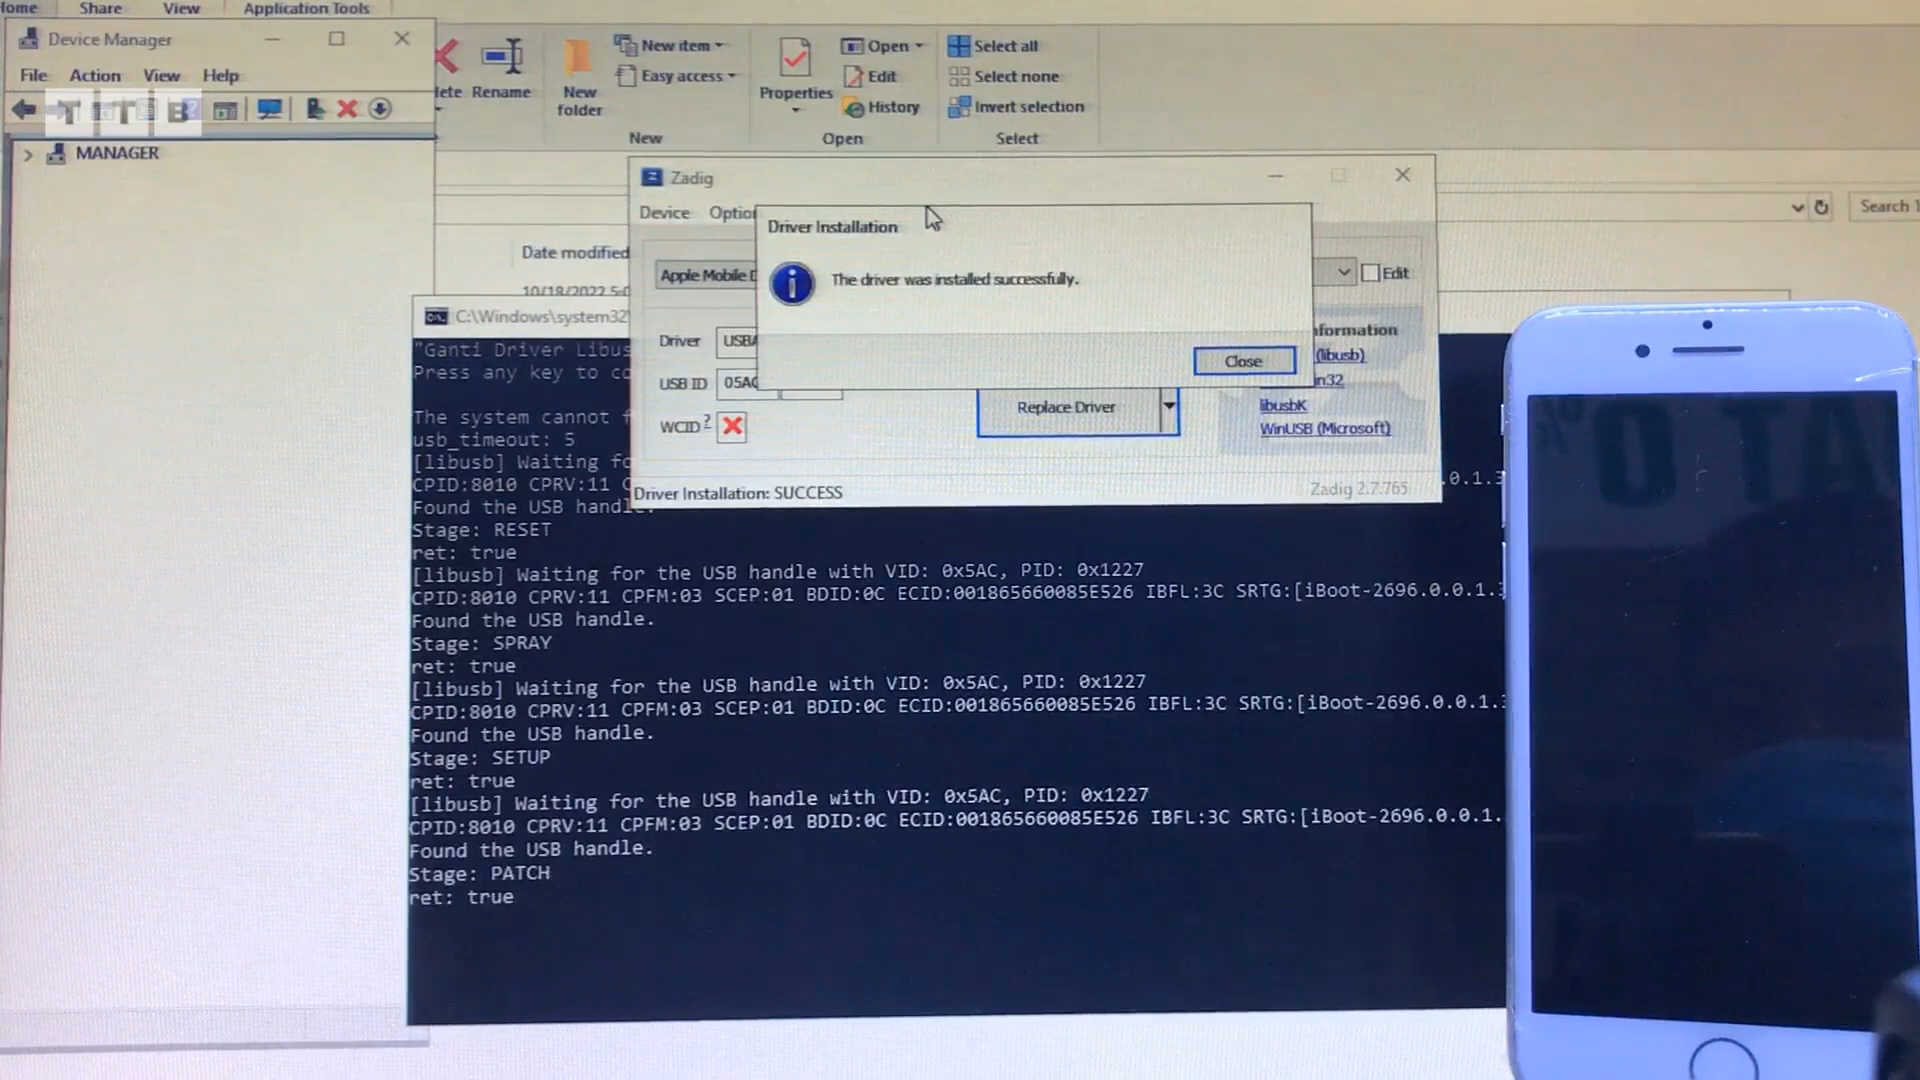 Home Share View Application Tools
Device Manager
File Action View Help
TTB
MANAGER
Rename
New folder
New item
Easy access
New
Properties
Open
Edit
History
Open
Select all
Select none
Invert selection
Select
Date modified
Search
Zadig
Device
Driver Installation
The driver was installed successfully.
Close
Apple Mobile
Edit
Driver
USB ID 05AC
WCID ?
Replace Driver
(libusb)
libusbK
WinUSB (Microsoft)
Driver Installation: SUCCESS
Zadig 2.7.765
C:\Windows\system32
"Ganti Driver
Press any key to
The system cannot
usb_timeout: 5
[libusb] Waiting
CPID:8010 CPRV:11
Found the USB handle.
Stage: RESET
ret: true
[libusb] Waiting for the USB handle with VID: 0x5AC, PID: 0x1227
CPID:8010 CPRV:11 CPFM:03 SCEP:01 BDID:0C ECID:001865660085E526 IBFL:3C SRTG:[iBoot-2696.0.0.1.
Found the USB handle.
Stage: SPRAY
ret: true
[libusb] Waiting for the USB handle with VID: 0x5AC, PID: 0x1227
CPID:8010 CPRV:11 CPFM:03 SCEP:01 BDID:0C ECID:001865660085E526 IBFL:3C SRTG:[iBoot-2696.0.0.1.
Found the USB handle.
Stage: SETUP
ret: true
[libusb] Waiting for the USB handle with VID: 0x5AC, PID: 0x1227
CPID:8010 CPRV:11 CPFM:03 SCEP:01 BDID:0C ECID:001865660085E526 IBFL:3C SRTG:[iBoot-2696.0.0.1.
Found the USB handle.
Stage: PATCH
ret: true